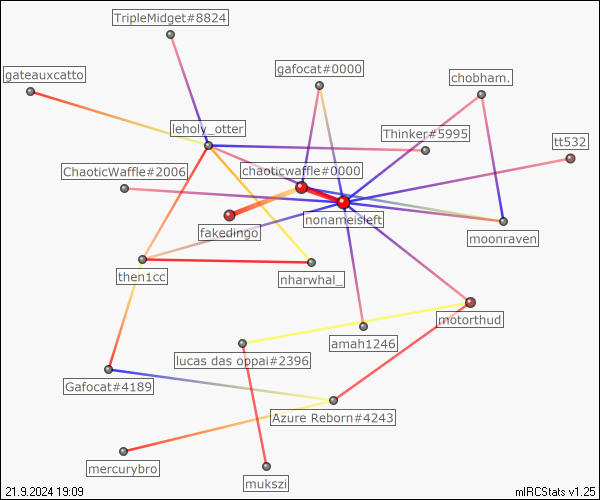 TripleMidget#8824
gateauxcatto
gafocat#0000
chobham.
leholy_otter
Thinker#5995
tt532
ChaoticWaffle#2006
chaoticwaffle#0000
nonameisleft
fakedingo
moonraven
then1cc
nharwhal_
motorthud
amah1246
lucas das oppai#2396
Gafocat#4189
Azure Reborn#4243
mercurybro
mukszi
21.9.2024 19:09
mIRCStats v1.25